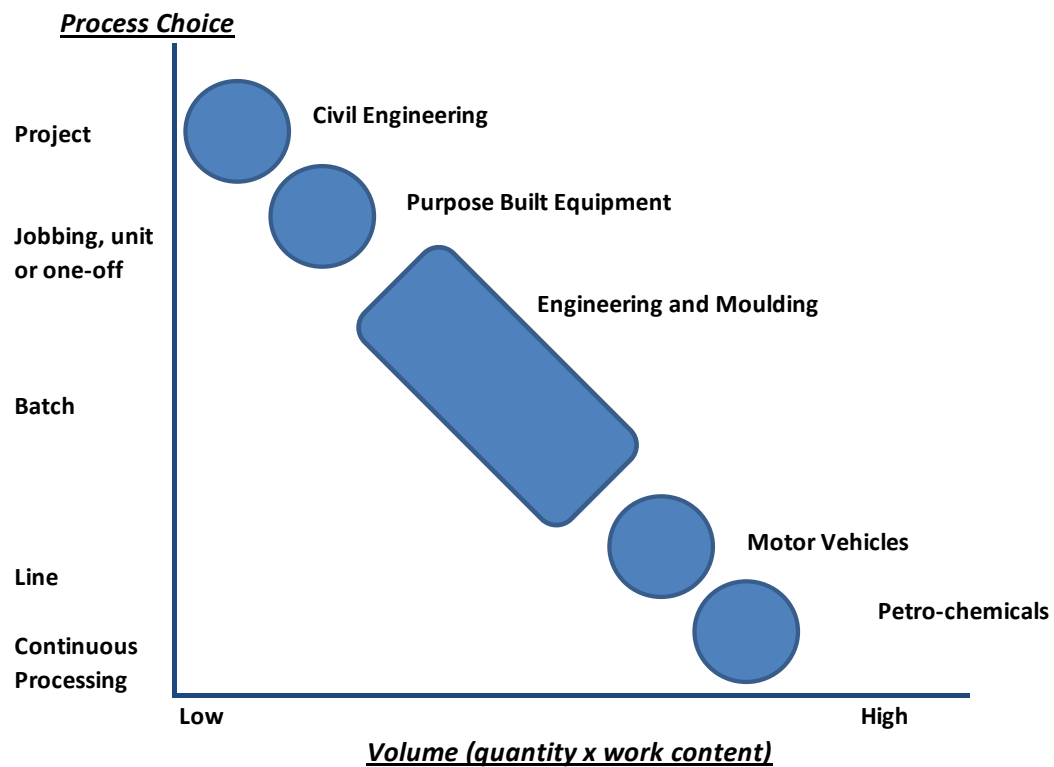 Process Choice
Civil Engineering
Project
Purpose Built Equipment
Jobbing, unit
or one-off
Engineering and Moulding
Batch
Motor Vehicles
Line
Petro-chemicals
Continuous
Processing
Low
High
Volume (quantity x work content)